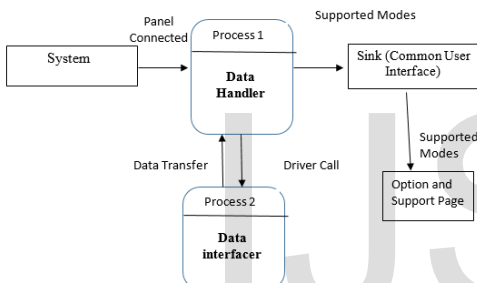 Panel
Connected
Supported Modes
System
Process 1
Data
Handler
Sink (Common User
Interface)
Supported
Modes
Data Transfer
Driver Call
Option and
Support Page
Process 2
Data
interfacer
IJS